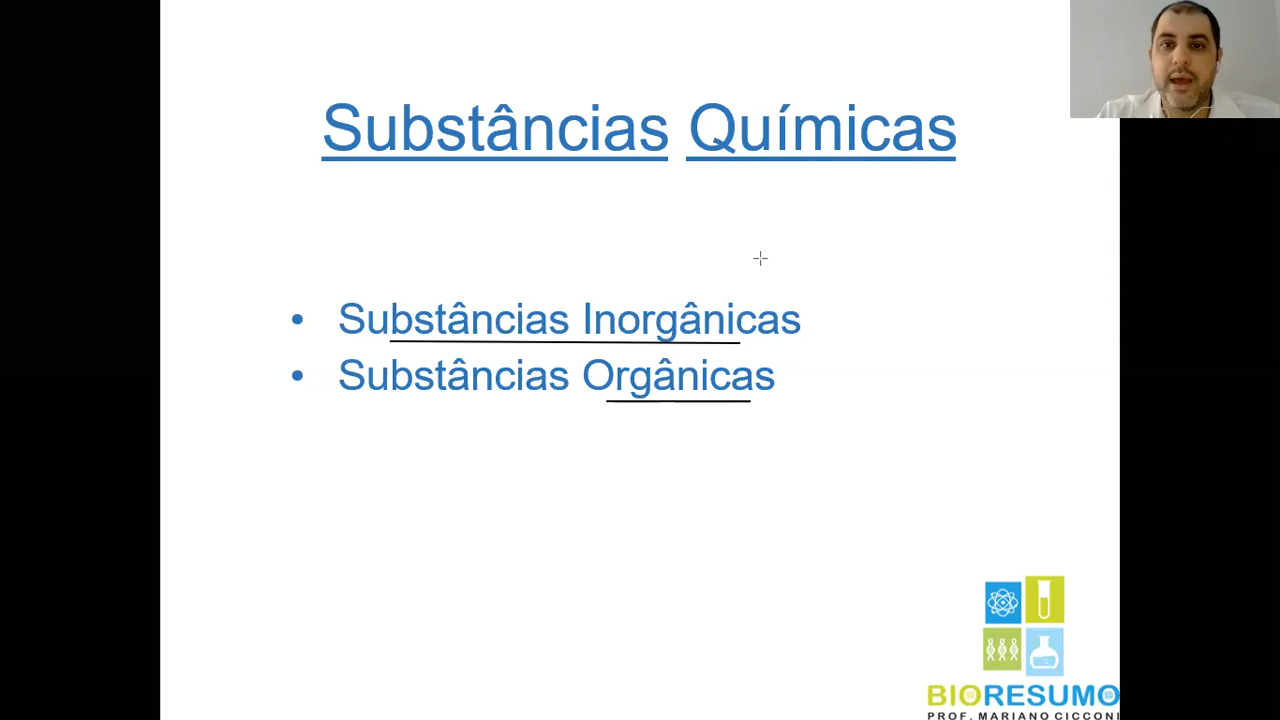 Substâncias Químicas
• Substâncias Inorgânicas
• Substâncias Orgânicas
BIORESUMO
PROF. MARIANO CICCONI